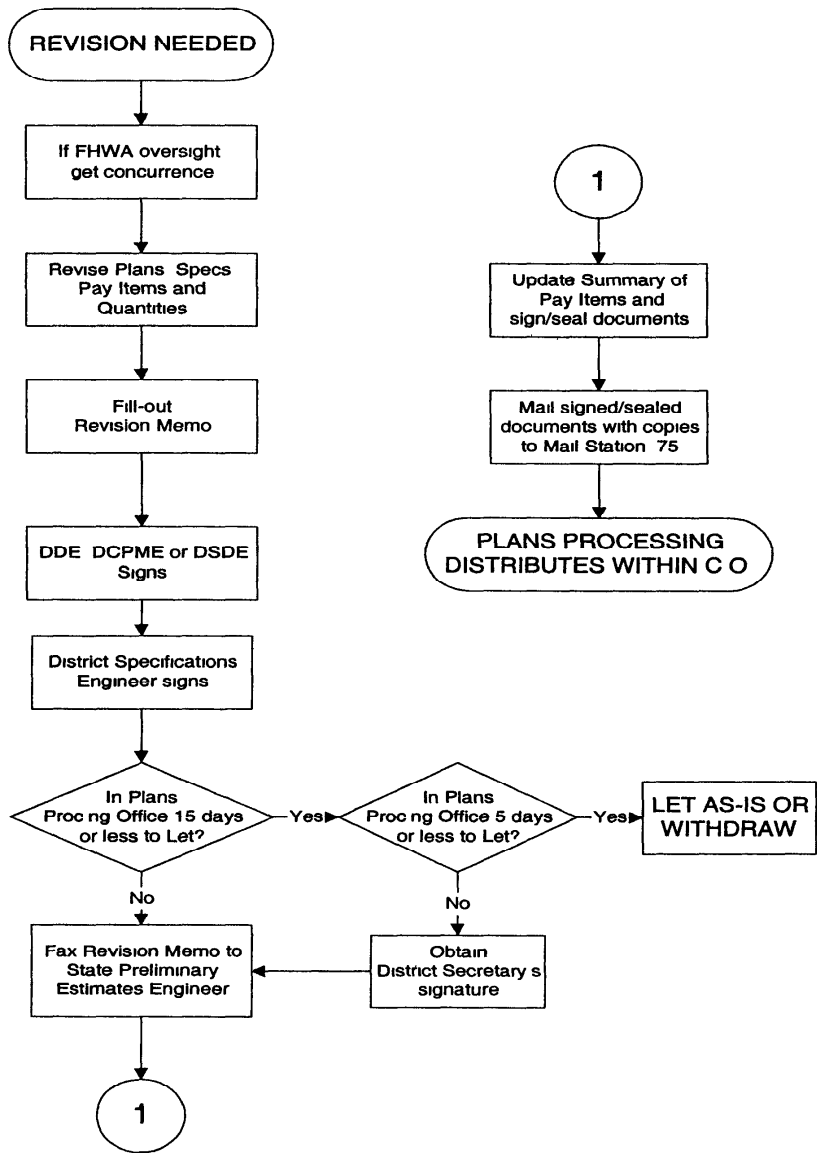 REVISION NEEDED
If FHWA oversight
get concurrence
Revise Plans Specs
Pay Items and
Quantities
Fill-out
Revision Memo
DDE DCPME or DSDE
Signs
District Specifications
Engineer signs
In Plans
Proc ng Office 15 days
or less to Let?
Yes
In Plans
Proc ng Office 5 days
or less to Let?
Yes
LET AS-IS OR
WITHDRAW
No
No
Fax Revision Memo to
State Preliminary
Estimates Engineer
Obtain
District Secretary s
signature
1
1
Update Summary of
Pay Items and
sign/seal documents
Mail signed/sealed
documents with copies
to Mail Station 75
PLANS PROCESSING
DISTRIBUTES WITHIN C O